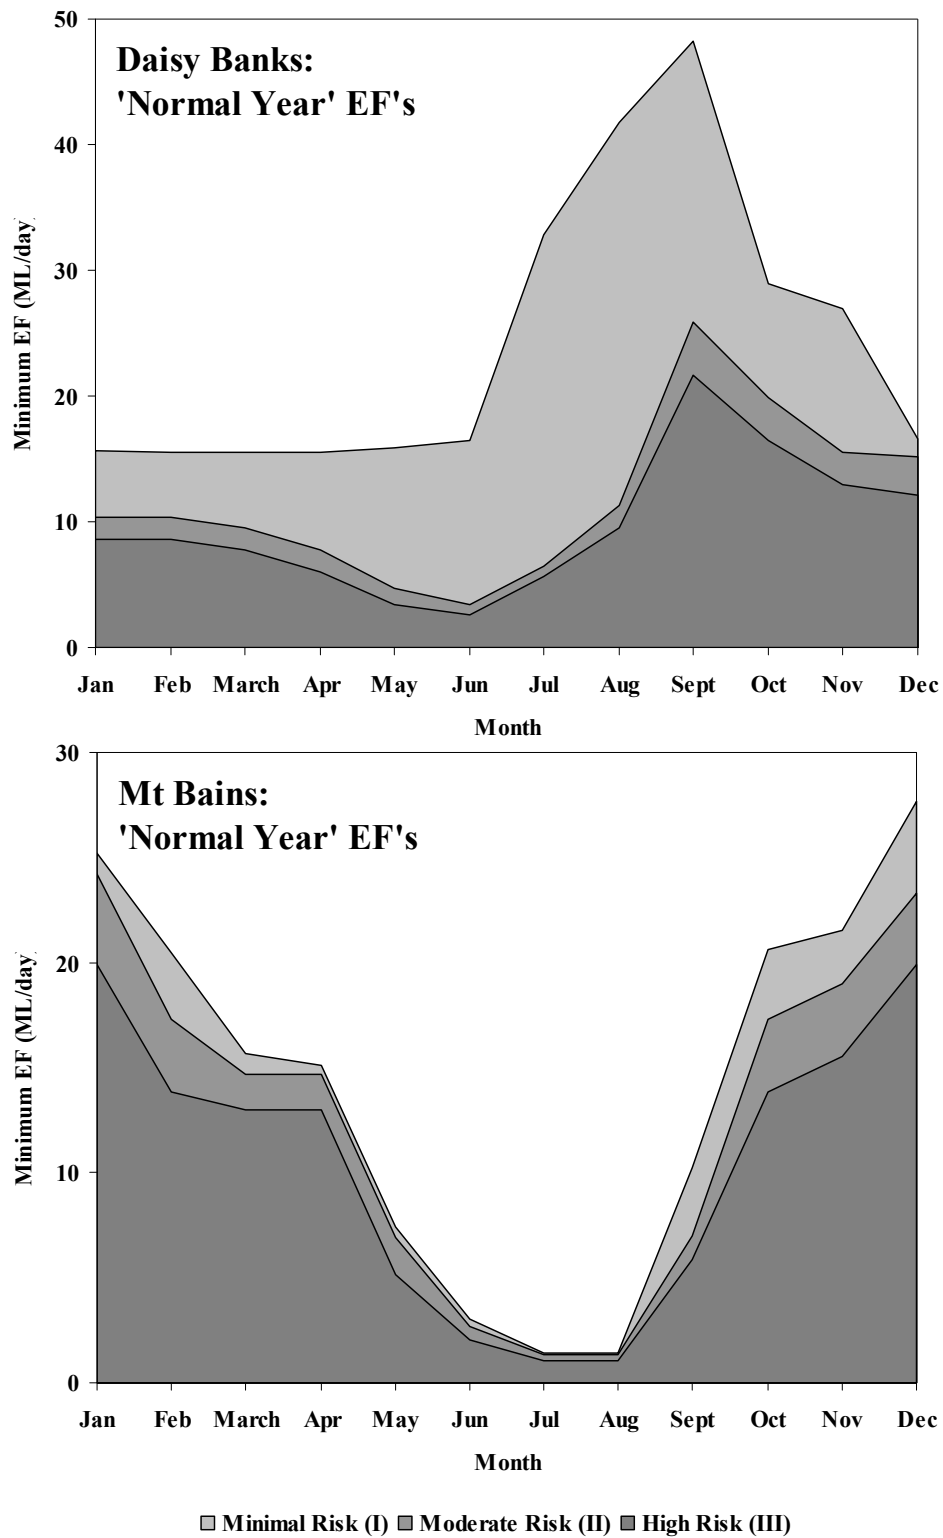 Daisy Banks:
'Normal Year' EF's
Minimum EF (ML/day)
50
40
30
20
10
0
Jan Feb March Apr May Jun Jul Aug Sept Oct Nov Dec
Month
Mt Bains:
'Normal Year' EF's
Minimum EF (ML/day)
30
20
10
0
Jan Feb March Apr May Jun Jul Aug Sept Oct Nov Dec
Month
Minimal Risk (I) Moderate Risk (II) High Risk (III)